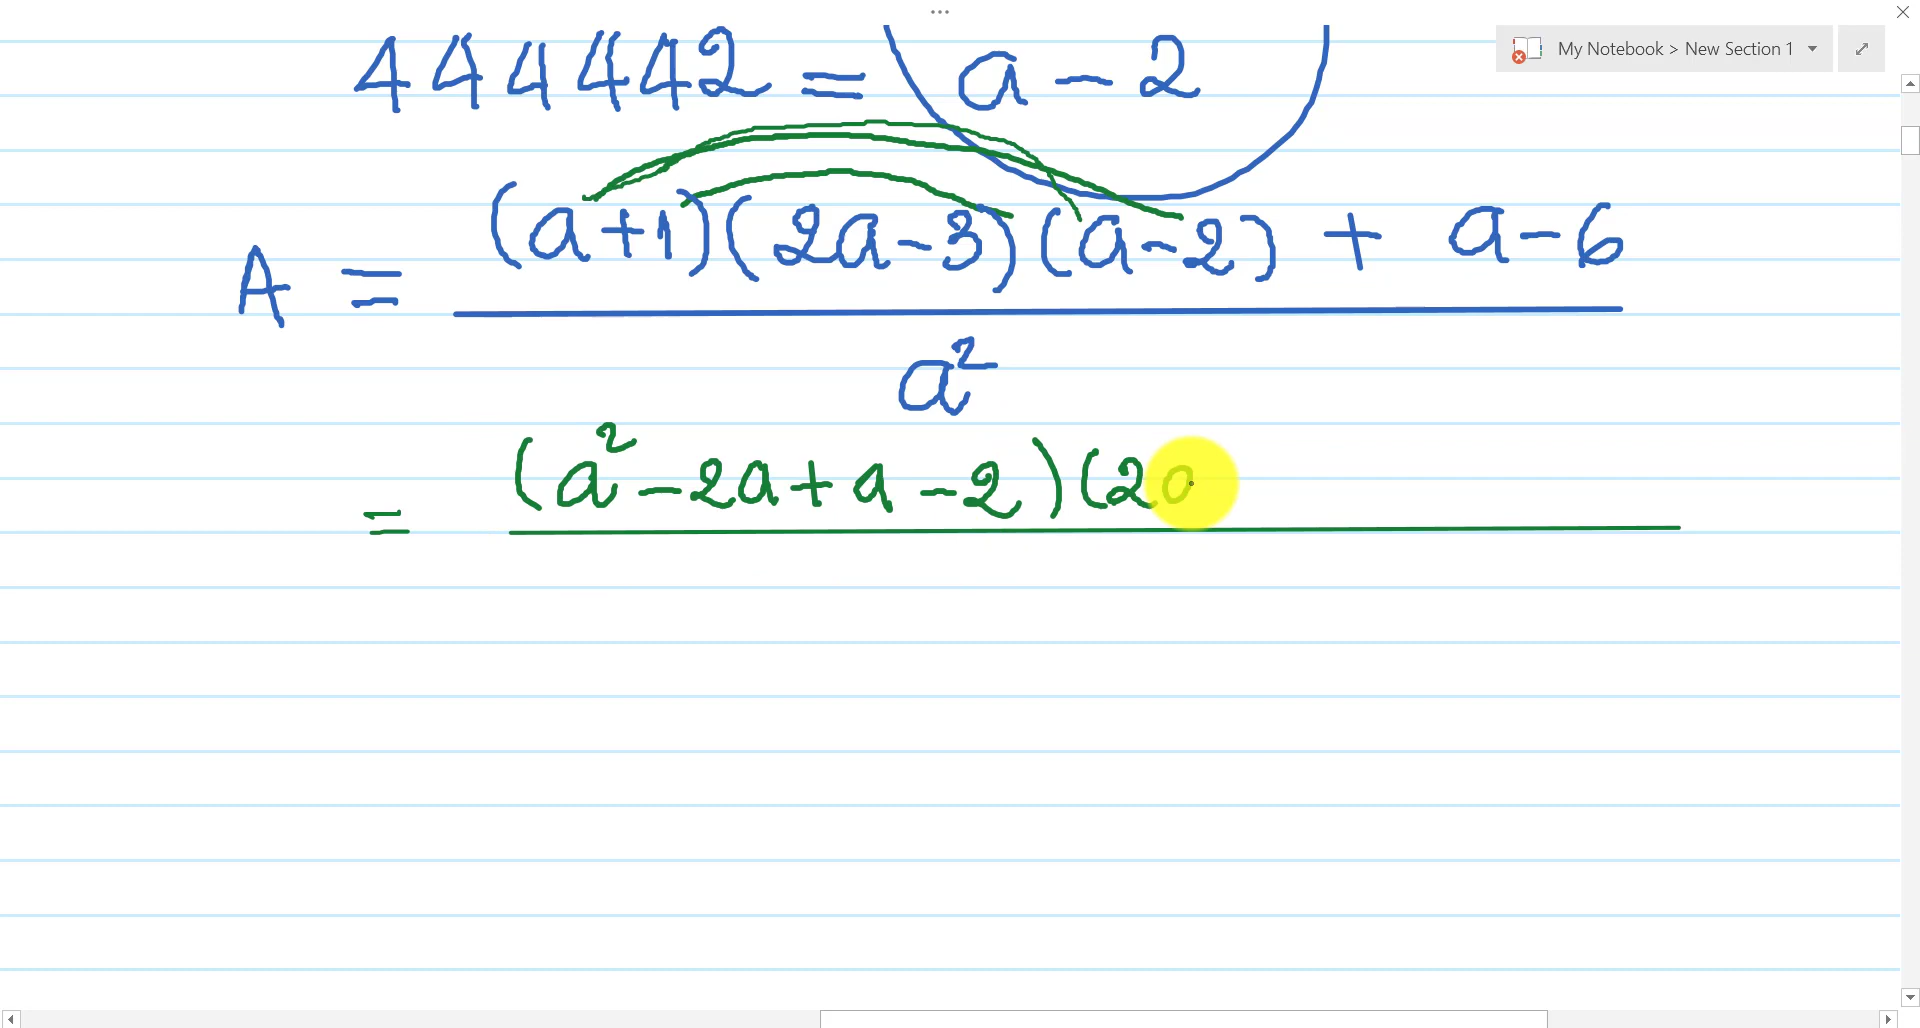 My Notebook > New Section 1
444442 = a - 2
A = (a+1)(2a-3)(a-2) + a-6
a²
= (a² - 2a + a - 2)(2a